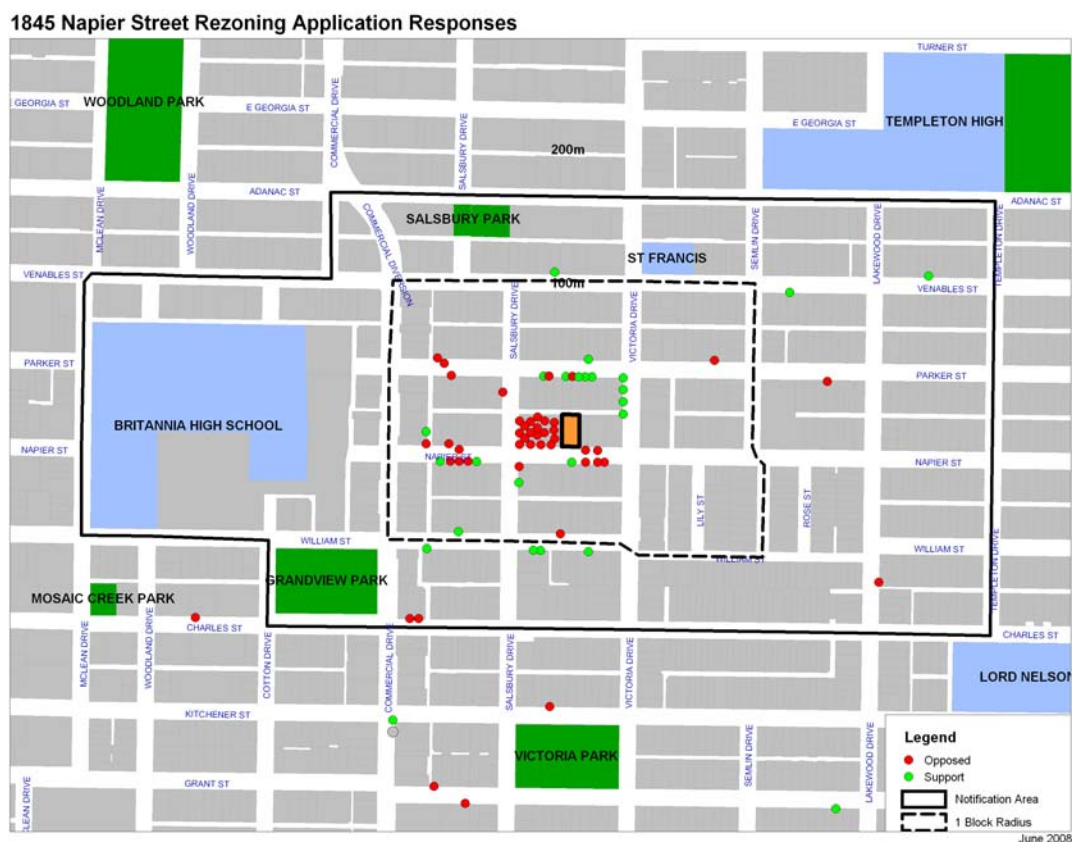 1845 Napier Street Rezoning Application Responses
TURNER ST
WOODLAND PARK
E GEORGIA ST
E GEORGIA ST
COMMERCIAL DRIVE
E GEORGIA ST
TEMPLETON HIGH
SALSBURY DRIVE
200m
MCLEAN DRIVE
WOODLAND DRIVE
ADANAC ST
ADANAC ST
SALSBURY PARK
COMMERCIAL DIVERSION
SEMLIN DRIVE
LAKEWOOD DRIVE
TEMPLETON DRIVE
ST FRANCIS
VENABLES ST
100m
VENABLES ST
SALSBURY DRIVE
VICTORIA DRIVE
PARKER ST
PARKER ST
BRITANNIA HIGH SCHOOL
NAPIER ST
NAPIER ST
NAPIER ST
LILY ST
ROSE ST
WILLIAM ST
WILLIAM ST
WILLIAM ST
GRANDVIEW PARK
TEMPLETON DRIVE
MOSAIC CREEK PARK
CHARLES ST
CHARLES ST
MCLEAN DRIVE
WOODLAND DRIVE
COTTON DRIVE
COMMERCIAL DRIVE
SALSBURY DRIVE
VICTORIA DRIVE
LORD NELSON
KITCHENER ST
VICTORIA PARK
SEMLIN DRIVE
LAKEWOOD DRIVE
GRANT ST
CLEAN DRIVE
Legend
Opposed
Support
Notification Area
1 Block Radius
June 2008